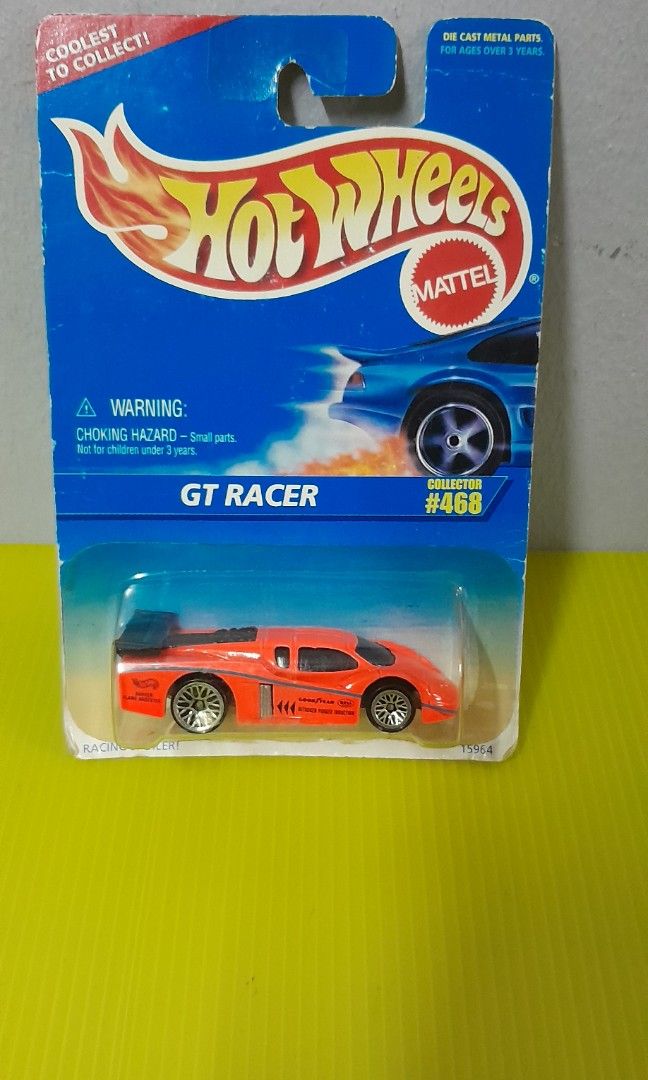 COOLEST
TO COLLECT!
DIE CAST METAL PARTS.
FOR AGES OVER 3 YEARS.
HOT WHEELS
MATTEL
®
WARNING:
CHOKING HAZARD – Small parts.
Not for children under 3 years.
GT RACER
COLLECTOR
#468
GOODYEAR
RACING
15964